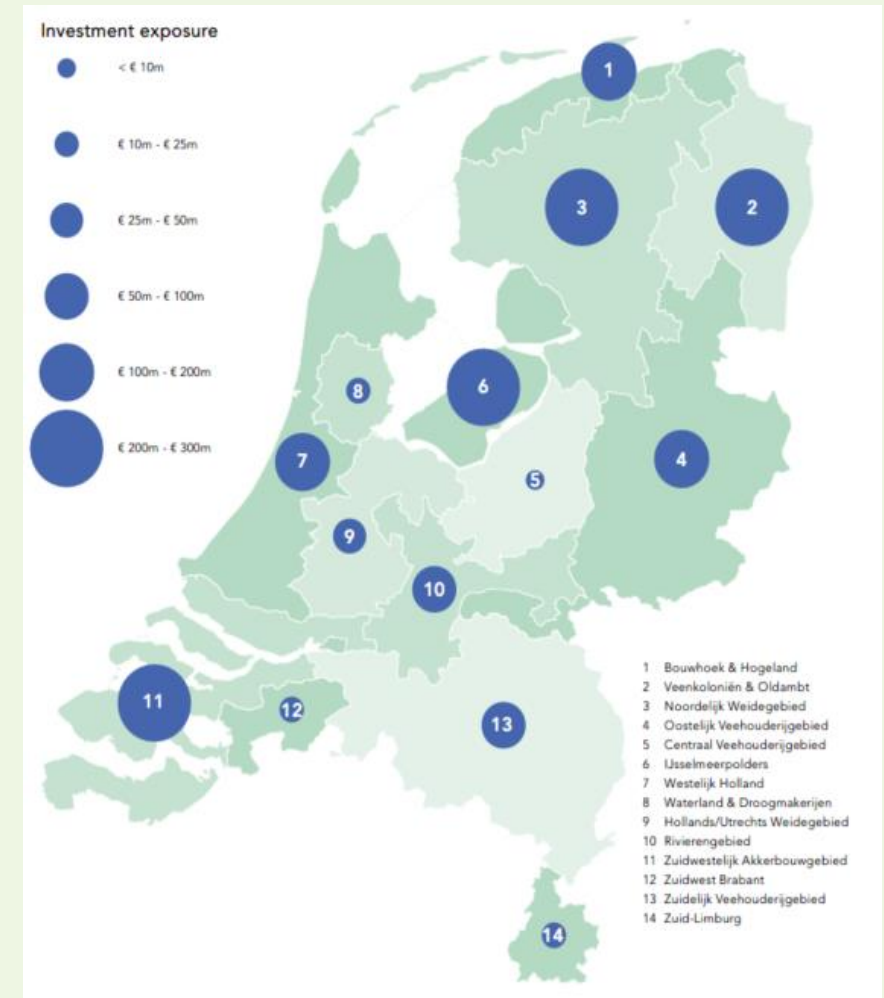 Investment exposure
< € 10m
€ 10m - € 25m
€ 25m - € 50m
€ 50m - € 100m
€ 100m - € 200m
€ 200m - € 300m
1
3
2
6
8
7
4
5
9
10
11
12
13
14
1 Bouwhoek & Hogeland
2 Veenkoloniën & Oldambt
3 Noordelijk Weidegebied
4 Oostelijk Veehouderijgebied
5 Centraal Veehouderijgebied
6 IJsselmeerpolders
7 Westelijk Holland
8 Waterland & Droogmakerijen
9 Hollands/Utrechts Weidegebied
10 Rivierengebied
11 Zuidwestelijk Akkerbouwgebied
12 Zuidwest Brabant
13 Zuidelijk Veehouderijgebied
14 Zuid-Limburg